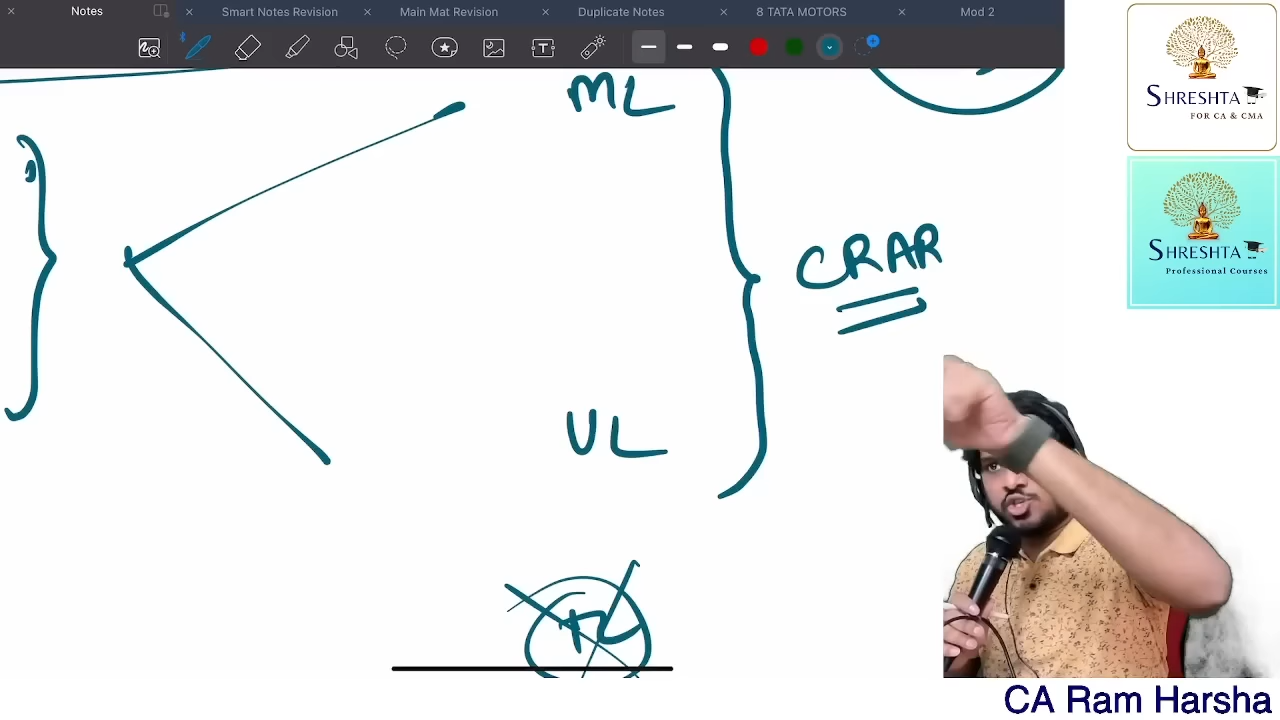 Notes
Smart Notes Revision
Main Mat Revision
Duplicate Notes
8 TATA MOTORS
Mod 2
ML
CRAR
UL
SHRESHTA
FOR CA & CMA
SHRESHTA
Professional Courses
CA Ram Harsha